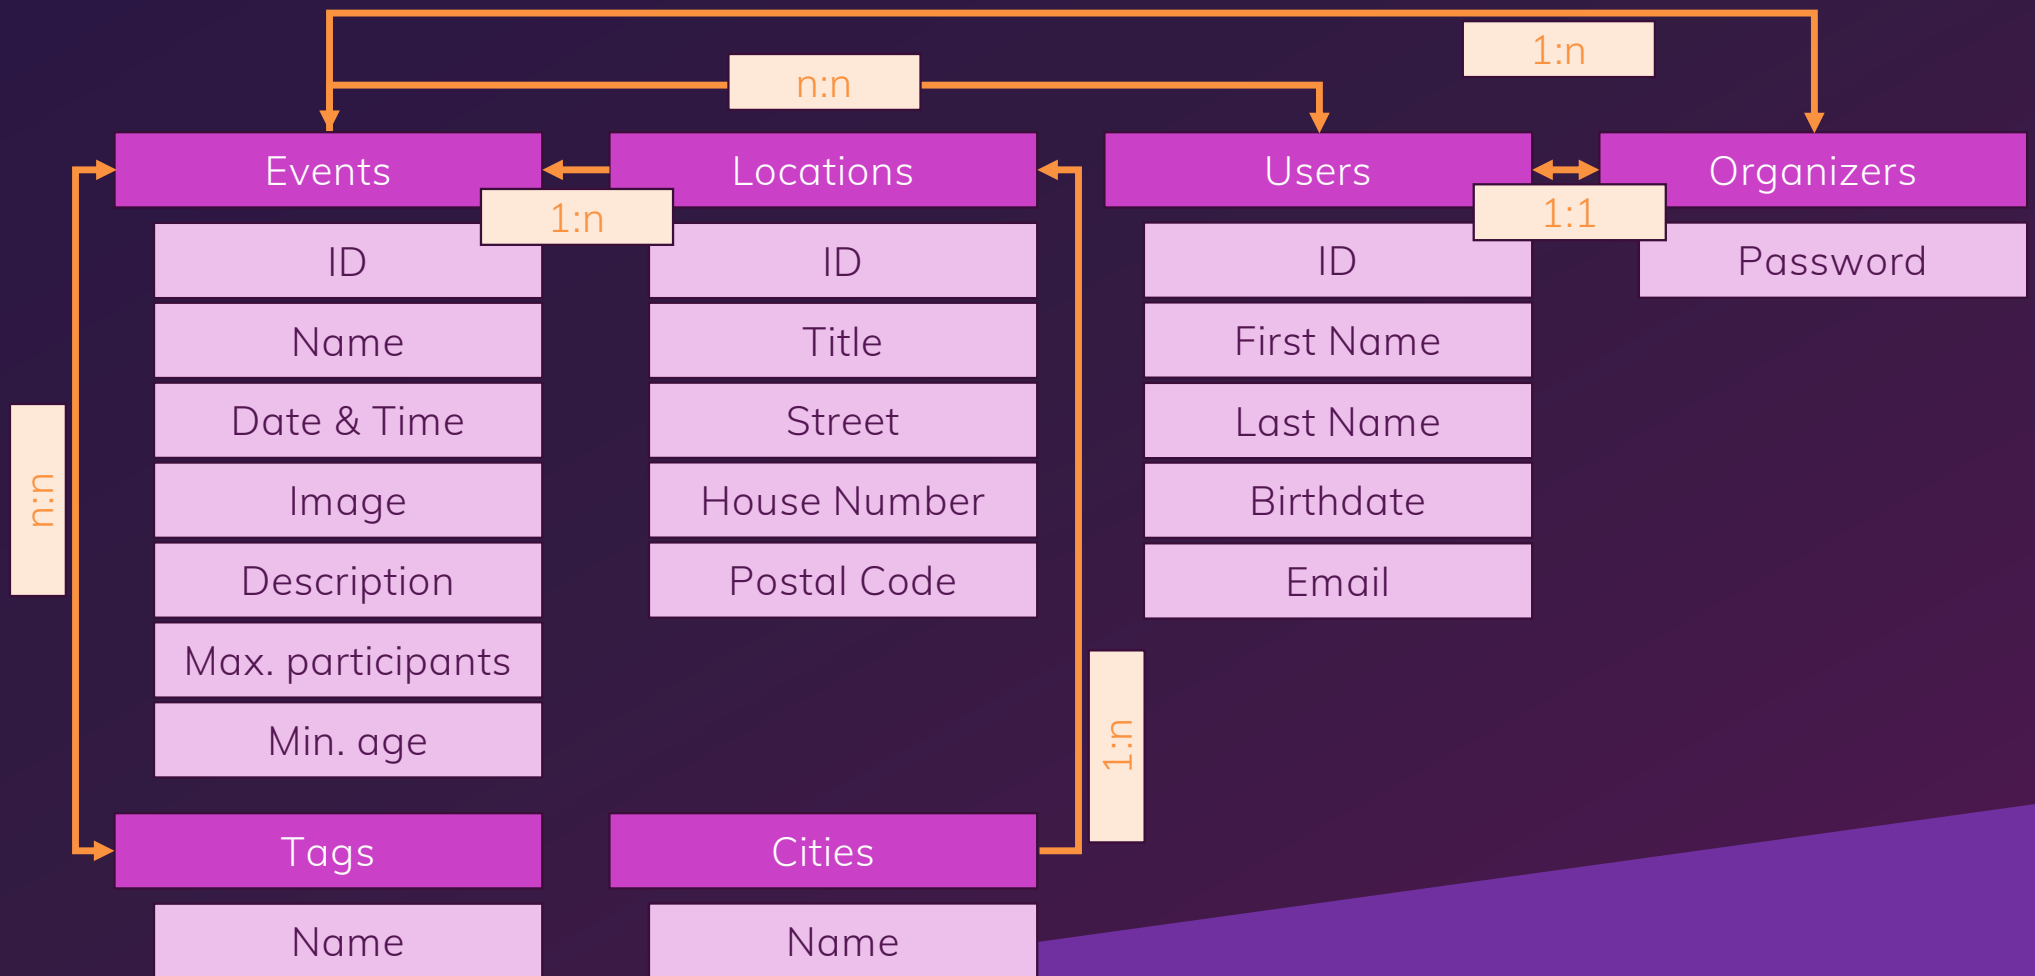 1:n
n:n
Events
Locations
Users
Organizers
1:n
1:1
ID
Name
Date & Time
Image
Description
Max. participants
Min. age
ID
Title
Street
House Number
Postal Code
ID
First Name
Last Name
Birthdate
Email
Password
n:n
1:n
Tags
Name
Cities
Name